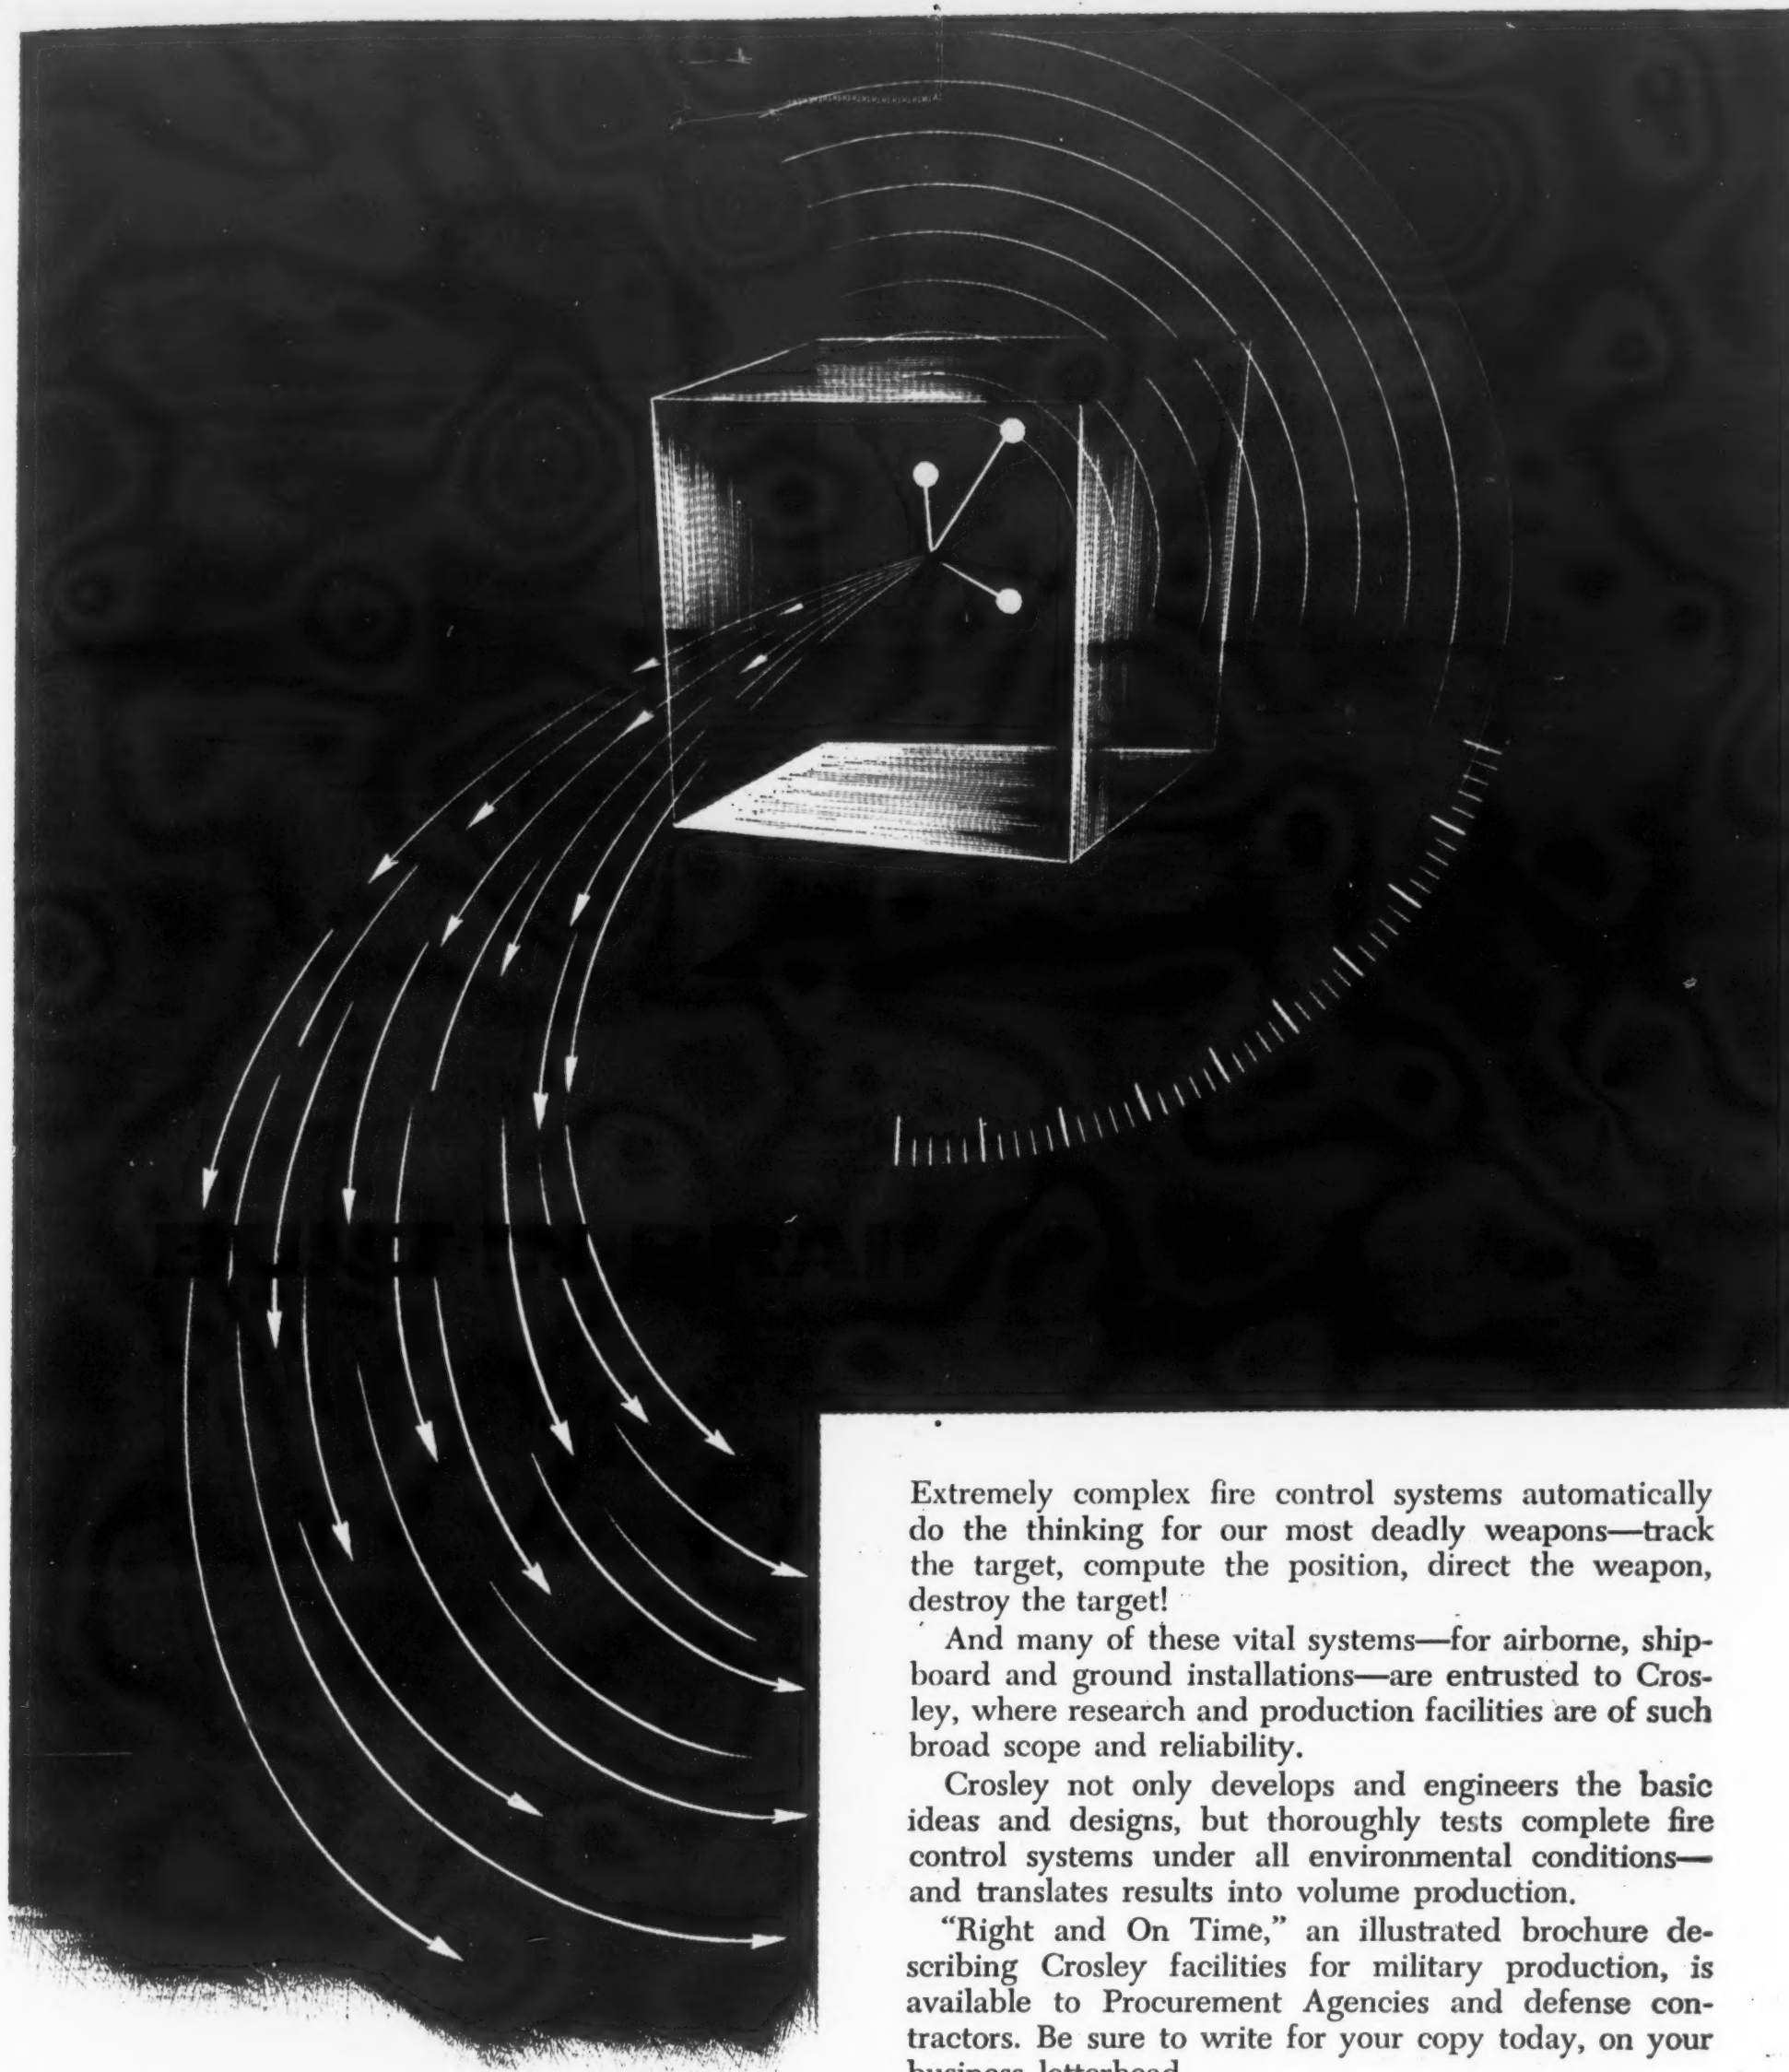 Extremely complex fire control systems automatically
do the thinking for our most deadly weapons—track
the target, compute the position, direct the weapon,
destroy the target!
And many of these vital systems—for airborne, ship-
board and ground installations—are entrusted to Cros-
ley, where research and production facilities are of such
broad scope and reliability.
Crosley not only develops and engineers the basic
ideas and designs, but thoroughly tests complete fire
control systems under all environmental conditions—
and translates results into volume production.
“Right and On Time,” an illustrated brochure de-
scribing Crosley facilities for military production, is
available to Procurement Agencies and defense con-
tractors. Be sure to write for your copy today, on your
business letterhead